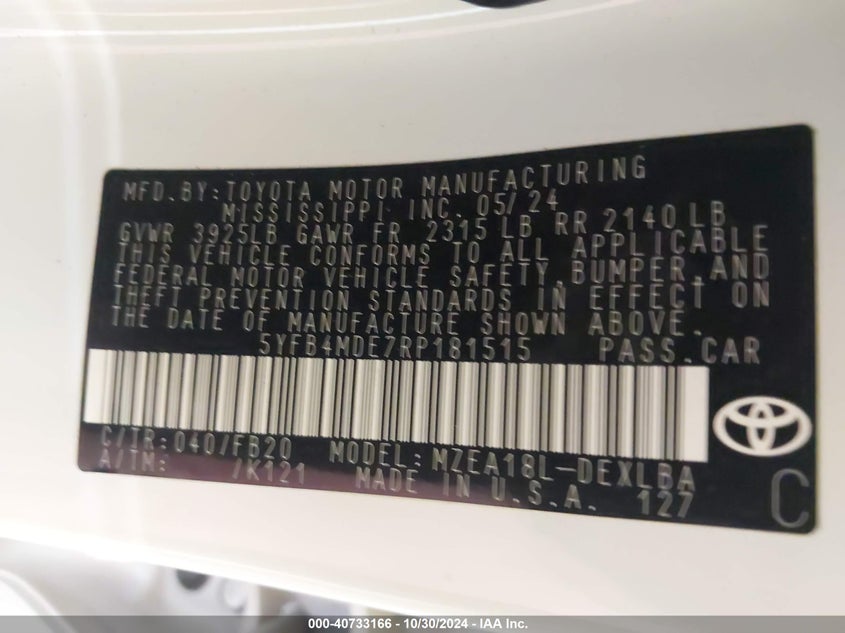 MFD.BY:TOYOTA MOTOR MANUFACTURING
MISSISSIPPI INC. 05/24
GVWR 3925LB GAWR FR 2315 LB RR 2140LB
THIS VEHICLE CONFORMS TO ALL APPLICABLE
FEDERAL MOTOR VEHICLE SAFETY,BUMPER,AND
THEFT PREVENTION STANDARDS IN EFFECT ON
THE DATE OF MANUFACTURE SHOWN ABOVE.
5YFB4MDE7RP181515 PASS.CAR
C/TR:040/FB20 MODEL:MZEA18L-DEXLBA
A/TM: /K121 MADE IN U.S.A. 127
C
000-40733166 - 10/30/2024 - IAA Inc.